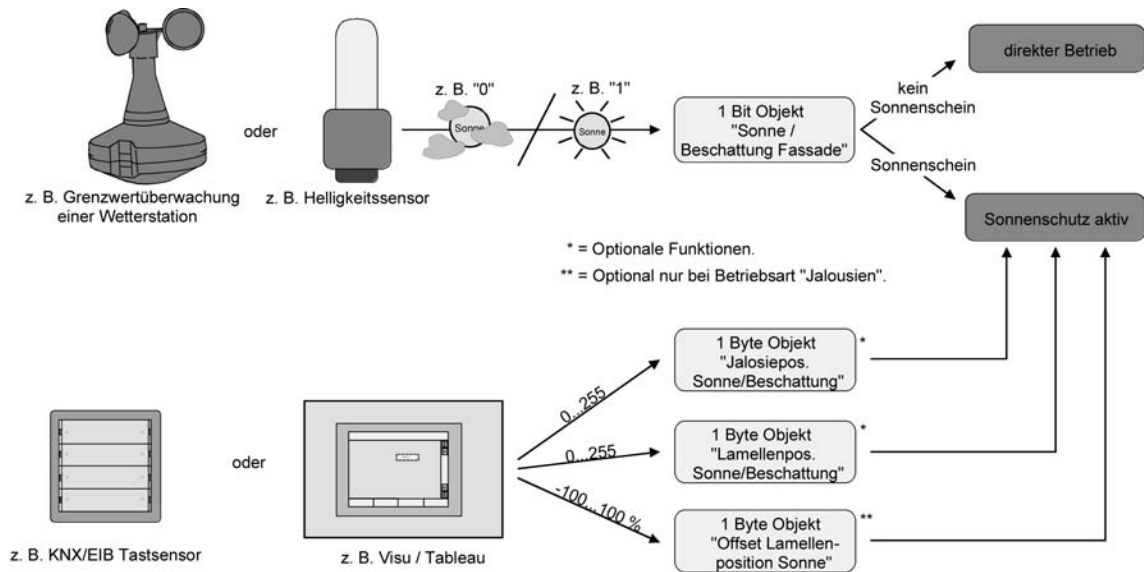 direkter Betrieb
z. B. "0"
z. B. "1"
kein
Sonnenschein
oder
Sonne
Sonne
1 Bit Objekt
"Sonne /
Beschattung Fassade"
Sonnenschein
z. B. Grenzwertüberwachung
einer Wetterstation
z. B. Helligkeitssensor
Sonnenschutz aktiv
* = Optionale Funktionen.
** = Optional nur bei Betriebsart "Jalousien".
0...255
1 Byte Objekt
"Jalosiepos.
Sonne/Beschattung"
*
oder
0...255
1 Byte Objekt
"Lamellenpos.
Sonne/Beschattung"
*
-100...100 %
1 Byte Objekt
"Offset Lamellen-
position Sonne"
**
z. B. KNX/EIB Tastsensor
z. B. Visu / Tableau